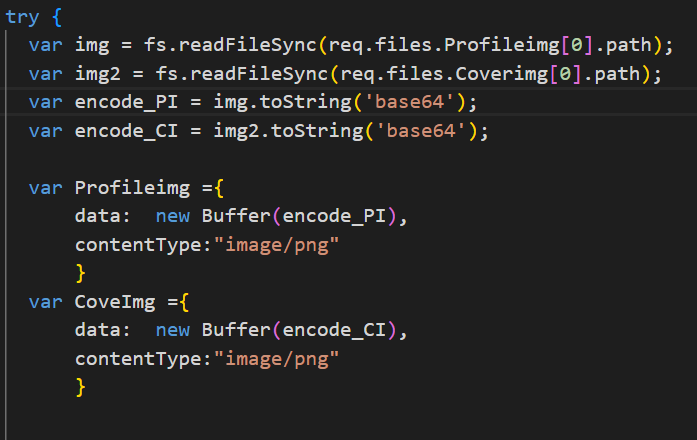 try {
var img = fs.readFileSync(req.files.Profileimg[0].path);
var img2 = fs.readFileSync(req.files.Coverimg[0].path);
var encode_PI = img.toString('base64');
var encode_CI = img2.toString('base64');
var Profileimg ={
data:  new Buffer(encode_PI),
contentType:"image/png"
}
var CoveImg ={
data:  new Buffer(encode_CI),
contentType:"image/png"
}